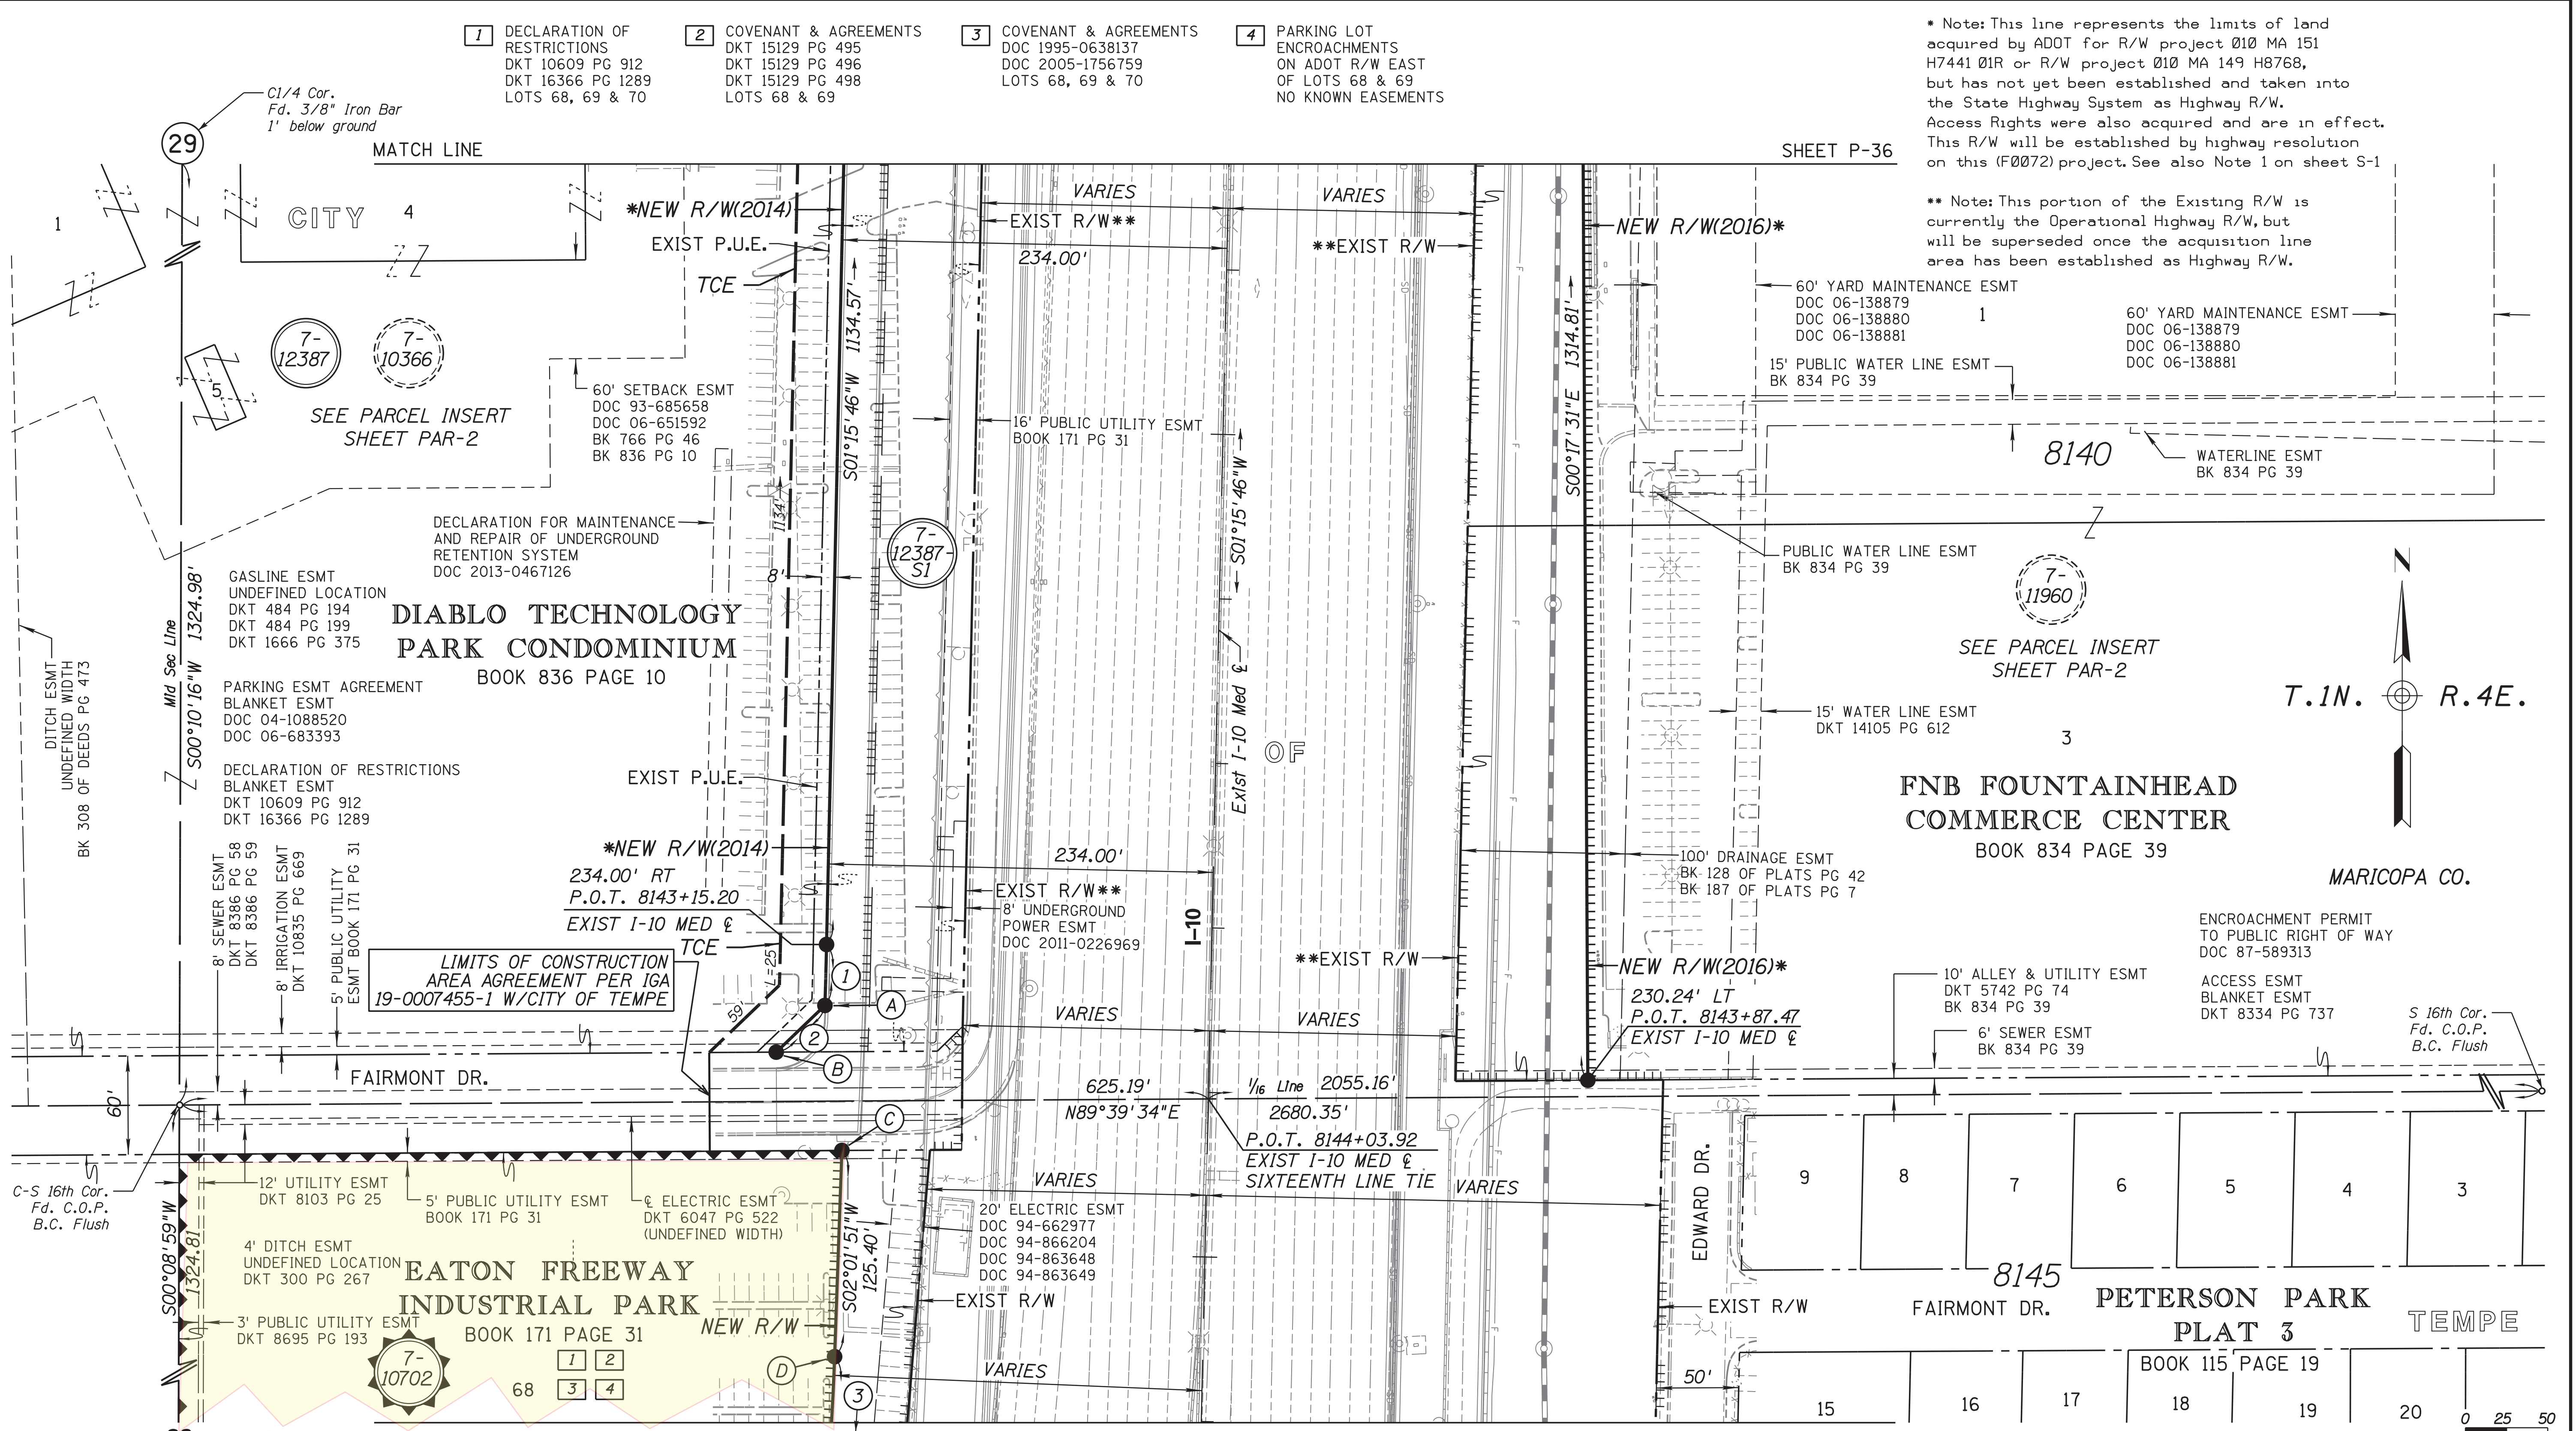 1
DECLARATION OF
RESTRICTIONS
DKT 10609 PG 912
DKT 16366 PG 1289
LOTS 68, 69 & 70
2
COVENANT & AGREEMENTS
DKT 15129 PG 495
DKT 15129 PG 496
DKT 15129 PG 498
LOTS 68 & 69
3
COVENANT & AGREEMENTS
DOC 1995-0638137
DOC 2005-1756759
LOTS 68, 69 & 70
4
PARKING LOT
ENCROACHMENTS
ON ADOT R/W EAST
OF LOTS 68 & 69
NO KNOWN EASEMENTS
* Note: This line represents the limits of land
acquired by ADOT for R/W project 010 MA 151
H7441 01R or R/W project 010 MA 149 H8768,
but has not yet been established and taken into
the State Highway System as Highway R/W.
Access Rights were also acquired and are in effect.
This R/W will be established by highway resolution
on this (F0072) project. See also Note 1 on sheet S-1
** Note: This portion of the Existing R/W is
currently the Operational Highway R/W, but
will be superseded once the acquisition line
area has been established as Highway R/W.
C1/4 Cor.
Fd. 3/8" Iron Bar
1' below ground
29
MATCH LINE
SHEET P-36
1
CITY
4
*NEW R/W(2014)
EXIST P.U.E.
TCE
VARIES
VARIES
EXIST R/W**
234.00'
**EXIST R/W
NEW R/W(2016)*
60' YARD MAINTENANCE ESMT
DOC 06-138879
DOC 06-138880
DOC 06-138881
1
60' YARD MAINTENANCE ESMT
DOC 06-138879
DOC 06-138880
DOC 06-138881
15' PUBLIC WATER LINE ESMT
BK 834 PG 39
7-
12387
7-
10366
5
SEE PARCEL INSERT
SHEET PAR-2
60' SETBACK ESMT
DOC 93-685658
DOC 06-651592
BK 766 PG 46
BK 836 PG 10
S01°15'46"W 1134.57'
16' PUBLIC UTILITY ESMT
BOOK 171 PG 31
S01°15'46"W
S00°17'31"E 1314.81'
8140
WATERLINE ESMT
BK 834 PG 39
1134'
DECLARATION FOR MAINTENANCE
AND REPAIR OF UNDERGROUND
RETENTION SYSTEM
DOC 2013-0467126
7-
12387-
S1
8'
PUBLIC WATER LINE ESMT
BK 834 PG 39
7-
11960
SEE PARCEL INSERT
SHEET PAR-2
N
T.1N.
R.4E.
GASLINE ESMT
UNDEFINED LOCATION
DKT 484 PG 194
DKT 484 PG 199
DKT 1666 PG 375
DIABLO TECHNOLOGY
PARK CONDOMINIUM
BOOK 836 PAGE 10
Mid Sec Line
S00°10'16"W 1324.98'
DITCH ESMT
UNDEFINED WIDTH
BK 308 OF DEEDS PG 473
PARKING ESMT AGREEMENT
BLANKET ESMT
DOC 04-1088520
DOC 06-683393
Exist I-10 Med ℄
OF
15' WATER LINE ESMT
DKT 14105 PG 612
3
DECLARATION OF RESTRICTIONS
BLANKET ESMT
DKT 10609 PG 912
DKT 16366 PG 1289
EXIST P.U.E.
FNB FOUNTAINHEAD
COMMERCE CENTER
BOOK 834 PAGE 39
*NEW R/W(2014)
234.00'
234.00' RT
P.O.T. 8143+15.20
EXIST I-10 MED ℄
EXIST R/W**
8' UNDERGROUND
POWER ESMT
DOC 2011-0226969
100' DRAINAGE ESMT
BK 128 OF PLATS PG 42
BK 187 OF PLATS PG 7
MARICOPA CO.
8' SEWER ESMT
DKT 8386 PG 58
DKT 8386 PG 59
8' IRRIGATION ESMT
DKT 10835 PG 669
5' PUBLIC UTILITY
ESMT BOOK 171 PG 31
I-10
TCE
LIMITS OF CONSTRUCTION
AREA AGREEMENT PER IGA
19-0007455-1 W/CITY OF TEMPE
L=25
59'
1
A
2
B
**EXIST R/W
NEW R/W(2016)*
230.24' LT
P.O.T. 8143+87.47
EXIST I-10 MED ℄
ENCROACHMENT PERMIT
TO PUBLIC RIGHT OF WAY
DOC 87-589313
10' ALLEY & UTILITY ESMT
DKT 5742 PG 74
BK 834 PG 39
ACCESS ESMT
BLANKET ESMT
DKT 8334 PG 737
6' SEWER ESMT
BK 834 PG 39
S 16th Cor.
Fd. C.O.P.
B.C. Flush
VARIES
VARIES
FAIRMONT DR.
60'
C
625.19'
N89°39'34"E
1/16 Line 2055.16'
2680.35'
P.O.T. 8144+03.92
EXIST I-10 MED ℄
SIXTEENTH LINE TIE
C-S 16th Cor.
Fd. C.O.P.
B.C. Flush
12' UTILITY ESMT
DKT 8103 PG 25
5' PUBLIC UTILITY ESMT
BOOK 171 PG 31
℄ ELECTRIC ESMT
DKT 6047 PG 522
(UNDEFINED WIDTH)
VARIES
VARIES
20' ELECTRIC ESMT
DOC 94-662977
DOC 94-866204
DOC 94-863648
DOC 94-863649
EDWARD DR.
9
8
7
6
5
4
3
S00°08'59"W
1324.81'
4' DITCH ESMT
UNDEFINED LOCATION
DKT 300 PG 267
EATON FREEWAY
INDUSTRIAL PARK
BOOK 171 PAGE 31
S02°01'51"W
125.40'
EXIST R/W
NEW R/W
3' PUBLIC UTILITY ESMT
DKT 8695 PG 193
7-
10702
68
1
2
3
4
D
3
VARIES
EXIST R/W
8145
FAIRMONT DR.
PETERSON PARK
PLAT 3
BOOK 115 PAGE 19
TEMPE
50'
15
16
17
18
19
20
0 25 50